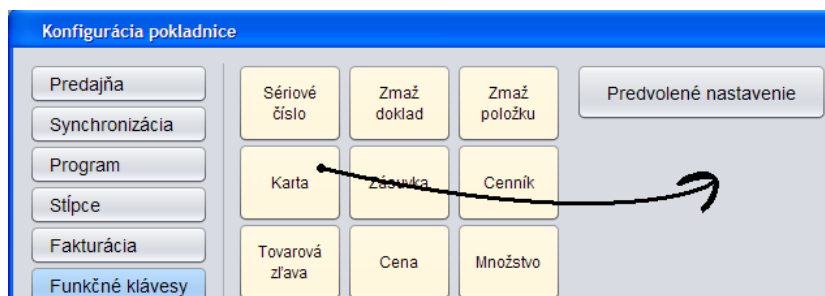 Konfigurácia pokladnice
Predajňa
Synchronizácia
Program
Stĺpce
Fakturácia
Funkčné klávesy
Sériové
číslo
Zmaž
doklad
Zmaž
položku
Predvolené nastavenie
Karta
Zásuvka
Cenník
Tovarová
zľava
Cena
Množstvo